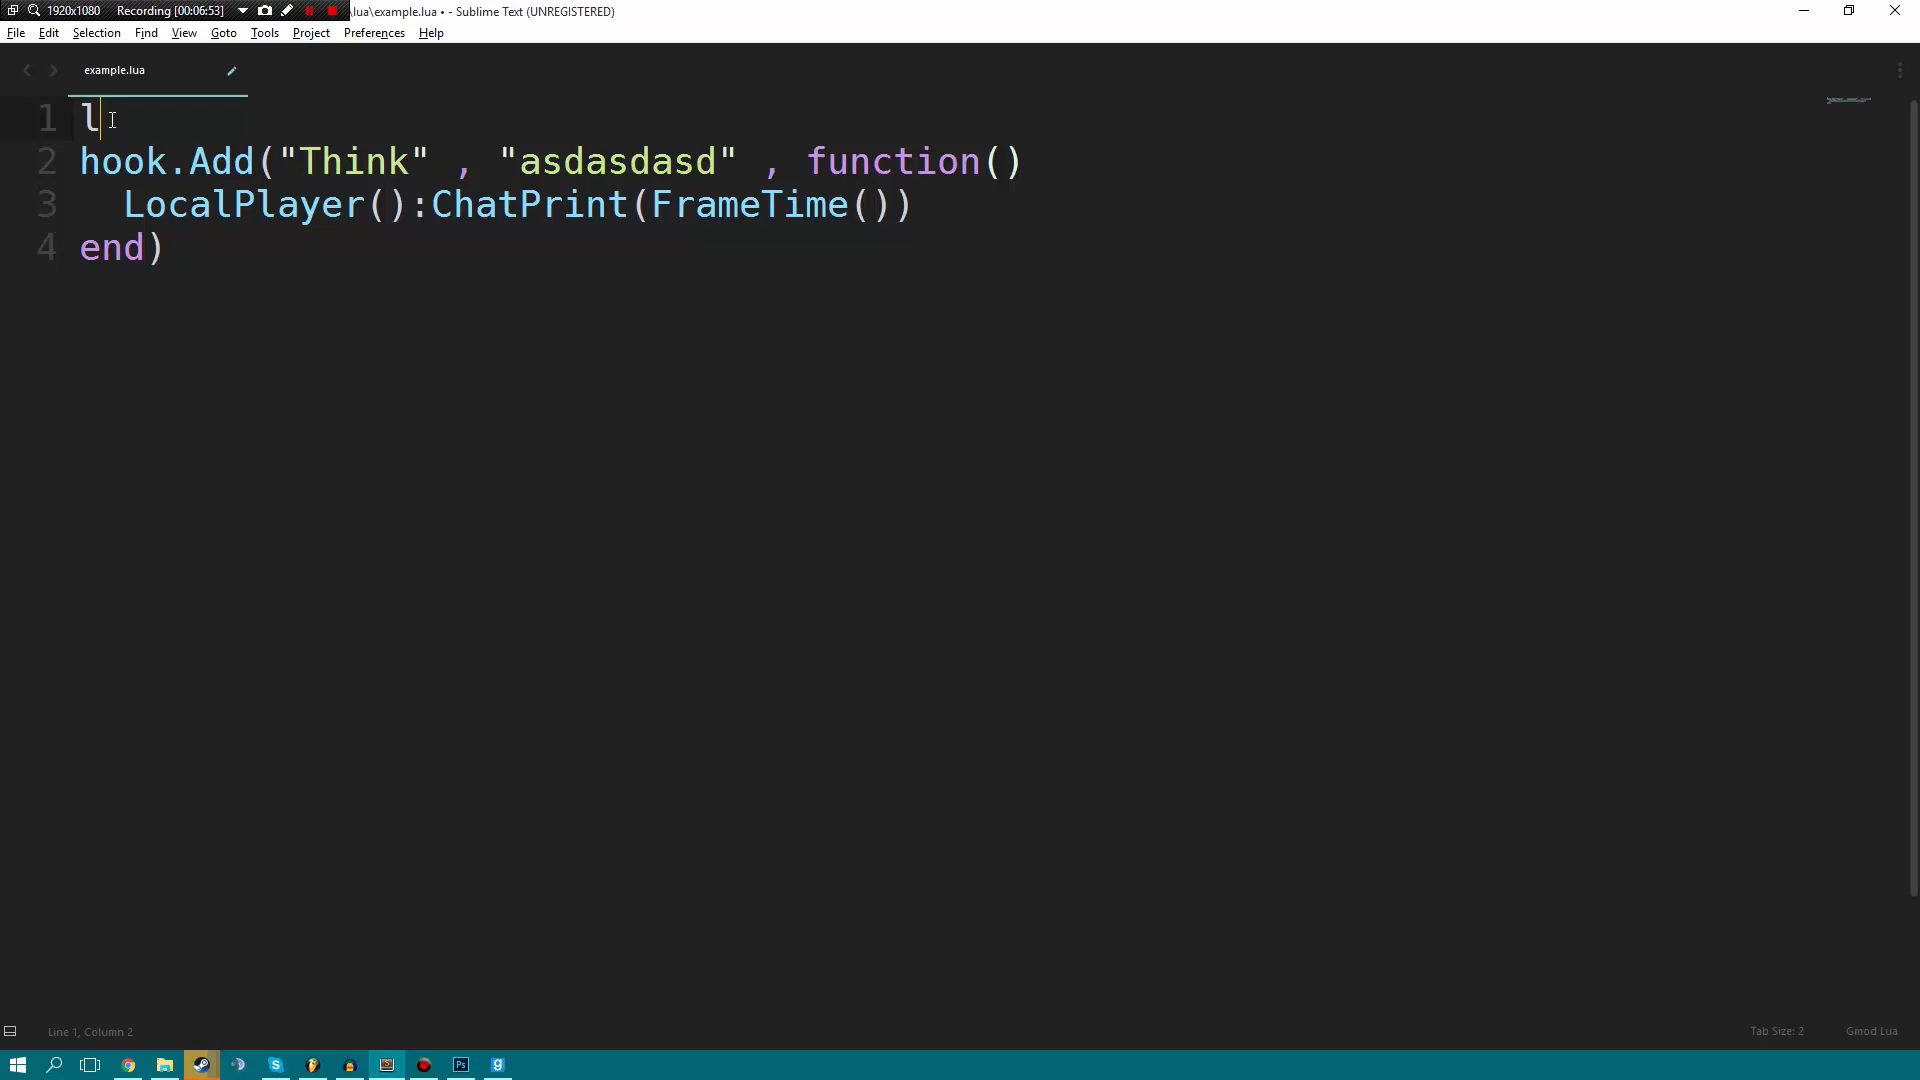 1920x1080 Recording [00:06:53] \lua\example.lua • - Sublime Text (UNREGISTERED)
File Edit Selection Find View Goto Tools Project Preferences Help
example.lua
1 l
2 hook.Add("Think" , "asdasdasd" , function()
3 LocalPlayer():ChatPrint(FrameTime())
4 end)
Line 1, Column 2 Tab Size: 2 Gmod Lua
S Ps g